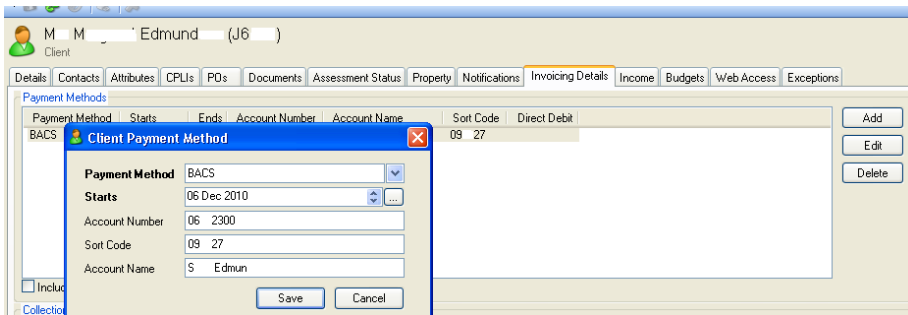 M M Edmund (J6 )
Client
Details Contacts Attributes CPLIs POs Documents Assessment Status Property Notifications Invoicing Details Income Budgets Web Access Exceptions
Payment Methods
Payment Method Starts Ends Account Number Account Name Sort Code Direct Debit
BACS 09 27
Add
Edit
Delete
Client Payment Method
Payment Method BACS
Starts 06 Dec 2010 ...
Account Number 06 2300
Sort Code 09 27
Account Name S Edmun
Save Cancel
Includ
Collection